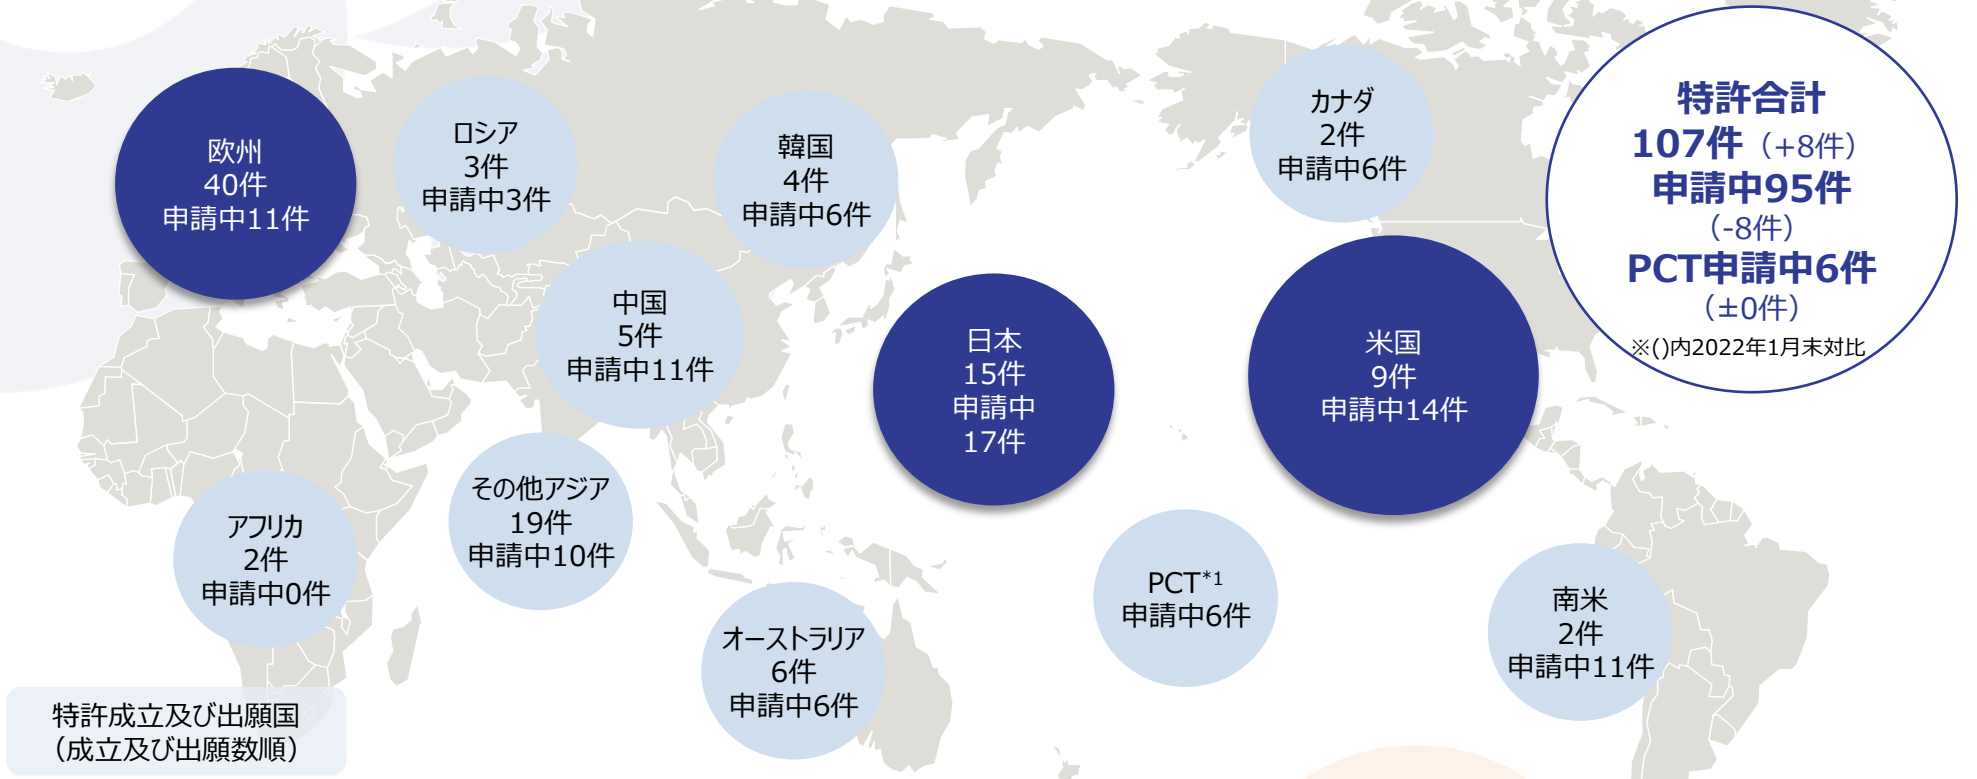 欧州
40件
申請中11件
ロシア
3件
申請中3件
韓国
4件
申請中6件
カナダ
2件
申請中6件
特許合計
107件（+8件）
申請中95件
（-8件）
PCT申請中6件
（±0件）
※()内2022年1月末対比
中国
5件
申請中11件
日本
15件
申請中
17件
米国
9件
申請中14件
アフリカ
2件
申請中0件
その他アジア
19件
申請中10件
オーストラリア
6件
申請中6件
PCT*1
申請中6件
南米
2件
申請中11件
特許成立及び出願国
（成立及び出願数順）